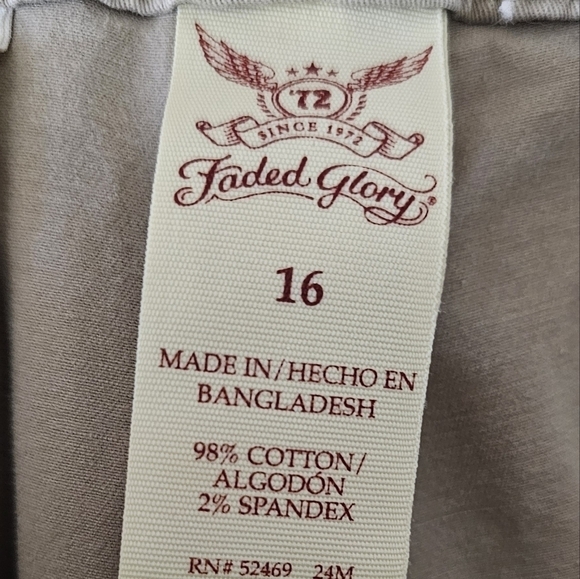 '72
SINCE 1972
Faded Glory®
16
MADE IN/HECHO EN
BANGLADESH
98% COTTON/
ALGODÓN
2% SPANDEX
RN# 52469 24M